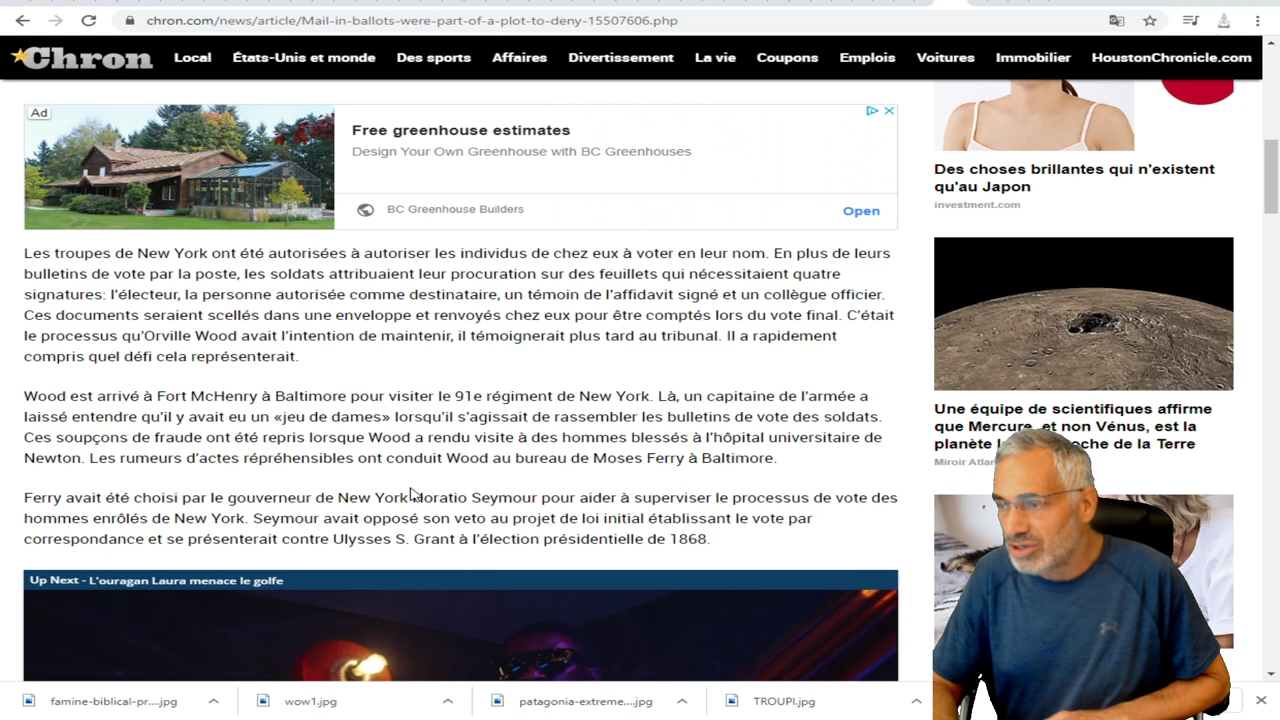 chron.com/news/article/Mail-in-ballots-were-part-of-a-plot-to-deny-15507606.php
Chron
Local
États-Unis et monde
Des sports
Affaires
Divertissement
La vie
Coupons
Emplois
Voitures
Immobilier
HoustonChronicle.com
Ad
Free greenhouse estimates
Design Your Own Greenhouse with BC Greenhouses
BC Greenhouse Builders
Open
Les troupes de New York ont été autorisées à autoriser les individus de chez eux à voter en leur nom. En plus de leurs
bulletins de vote par la poste, les soldats attribuaient leur procuration sur des feuillets qui nécessitaient quatre
signatures: l'électeur, la personne autorisée comme destinataire, un témoin de l'affidavit signé et un collègue officier.
Ces documents seraient scellés dans une enveloppe et renvoyés chez eux pour être comptés lors du vote final. C'était
le processus qu'Orville Wood avait l'intention de maintenir, il témoignerait plus tard au tribunal. Il a rapidement
compris quel défi cela représenterait.
Wood est arrivé à Fort McHenry à Baltimore pour visiter le 91e régiment de New York. Là, un capitaine de l'armée a
laissé entendre qu'il y avait eu un «jeu de dames» lorsqu'il s'agissait de rassembler les bulletins de vote des soldats.
Ces soupçons de fraude ont été repris lorsque Wood a rendu visite à des hommes blessés à l'hôpital universitaire de
Newton. Les rumeurs d'actes répréhensibles ont conduit Wood au bureau de Moses Ferry à Baltimore.
Ferry avait été choisi par le gouverneur de New York Horatio Seymour pour aider à superviser le processus de vote des
hommes enrôlés de New York. Seymour avait opposé son veto au projet de loi initial établissant le vote par
correspondance et se présenterait contre Ulysses S. Grant à l'élection présidentielle de 1868.
Up Next - L'ouragan Laura menace le golfe
Des choses brillantes qui n'existent
qu'au Japon
investment.com
Une équipe de scientifiques affirme
que Mercure, et non Vénus, est la
planète la de la Terre
Miroir
famine-biblical-pr....jpg
wow1.jpg
patagonia-extreme....jpg
TROUPI.jpg